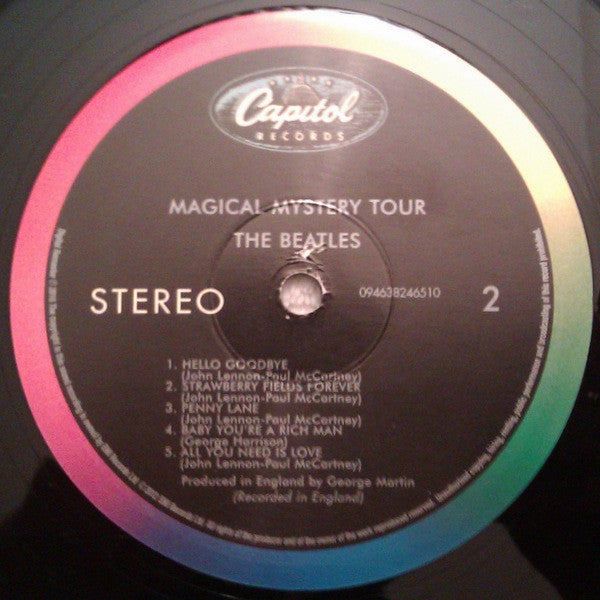 Capitol
RECORDS
MAGICAL MYSTERY TOUR
THE BEATLES
STEREO
094638246510
2
1. HELLO GOODBYE
(John Lennon-Paul McCartney)
2. STRAWBERRY FIELDS FOREVER
(John Lennon-Paul McCartney)
3. PENNY LANE
(John Lennon-Paul McCartney)
4. BABY YOU'RE A RICH MAN
(George Harrison)
5. ALL YOU NEED IS LOVE
(John Lennon-Paul McCartney)
Produced in England by George Martin
(Recorded in England)